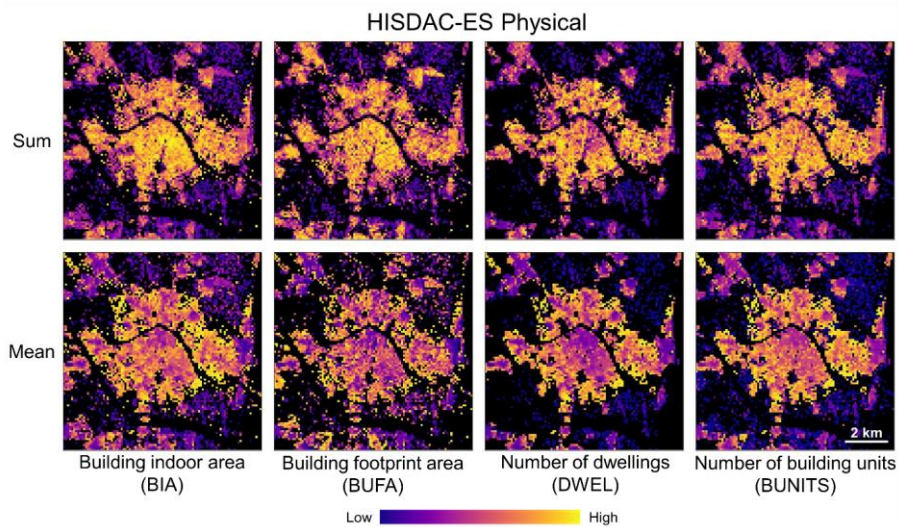 HISDAC-ES Physical
Sum
Mean
2 km
Building indoor area
(BIA)
Building footprint area
(BUFA)
Number of dwellings
(DWEL)
Number of building units
(BUNITS)
Low
High